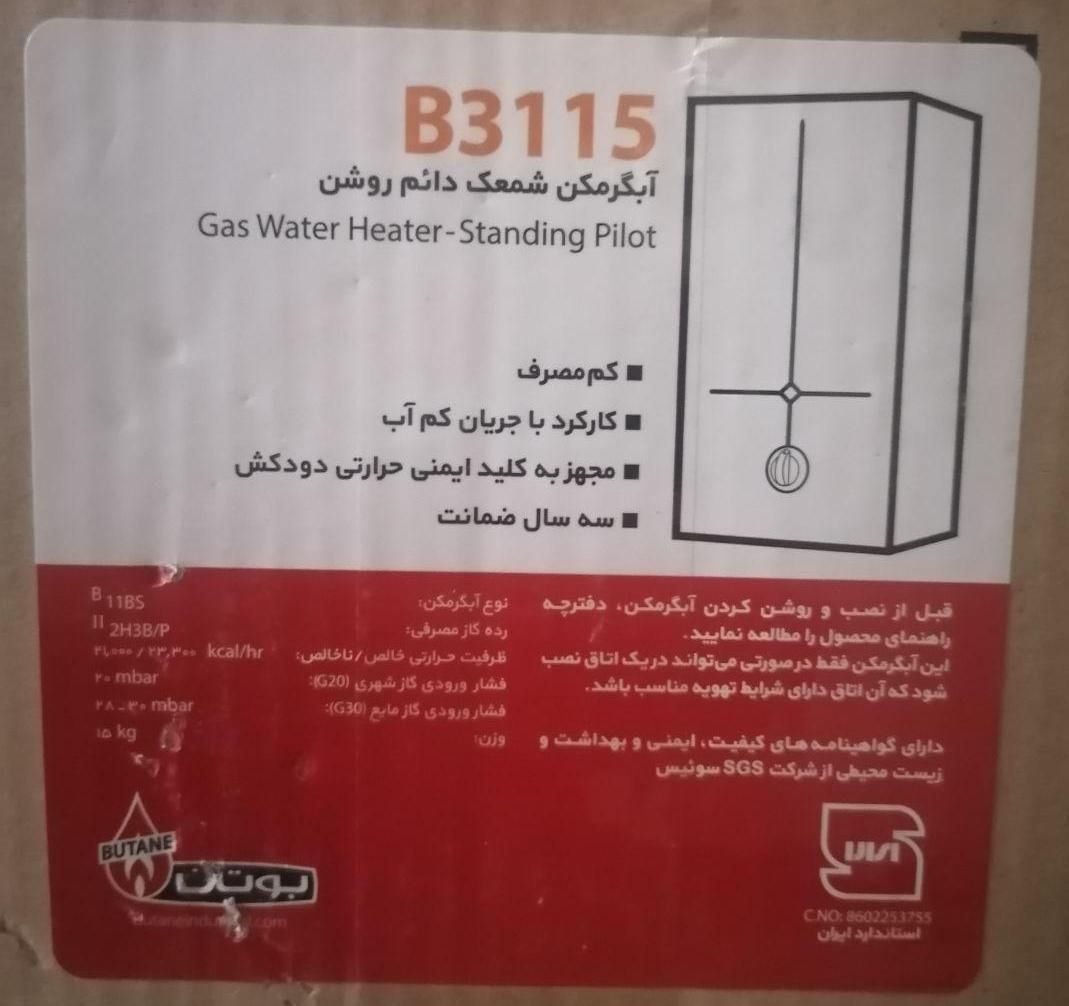 B3115
آبگرمکن شمعک دائم روشن
Gas Water Heater-Standing Pilot
■ کم مصرف
■ کارکرد با جریان کم آب
■ مجهز به کلید ایمنی حرارتی دودکش
■ سه سال ضمانت
قبل از نصب و روشن کردن آبگرمکن، دفترچه
راهنمای محصول را مطالعه نمایید.
این آبگرمکن فقط در صورتی می‌تواند در یک اتاق نصب
شود که آن اتاق دارای شرایط تهویه مناسب باشد.
دارای گواهینامه های کیفیت، ایمنی و بهداشت و
زیست محیطی از شرکت SGS سوئیس
نوع آبگرمکن: B 11BS
رده گاز مصرفی: II 2H3B/P
ظرفیت حرارتی خالص/ناخالص: ۲۱,۰۰۰ / ۲۳,۳۰۰ kcal/hr
فشار ورودی گاز شهری (G20): ۲۰ mbar
فشار ورودی گاز مایع (G30): ۲۸ - ۳۰ mbar
وزن: ۱۵ kg
BUTANE
بوتان
C.NO: 8602253755
استاندارد ایران